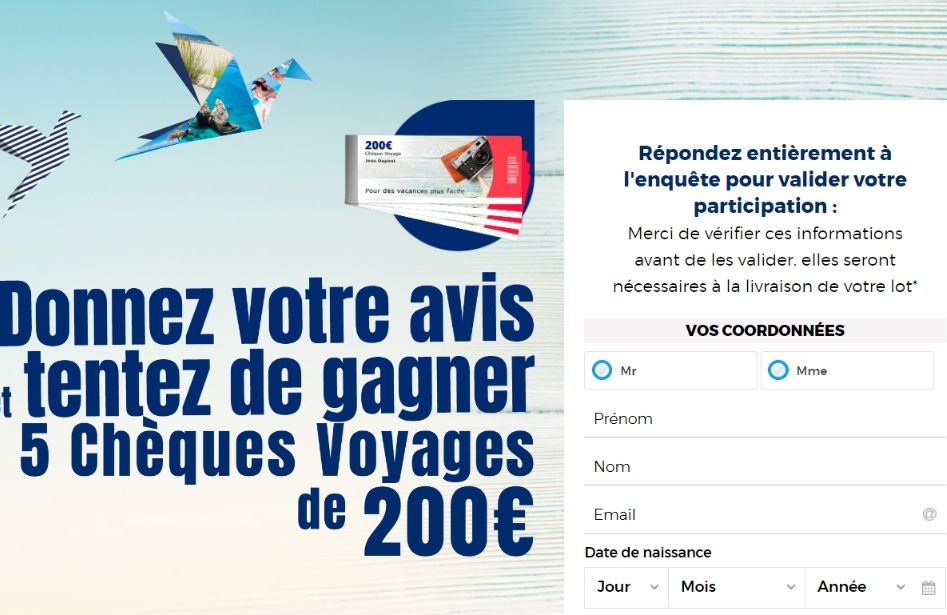 200€
Chèque Voyage
Jean Dupont
Pour des vacances plus facile
Donnez votre avis
et tentez de gagner
5 Chèques Voyages
de 200€
Répondez entièrement à
l'enquête pour valider votre
participation :
Merci de vérifier ces informations
avant de les valider, elles seront
nécessaires à la livraison de votre lot*
VOS COORDONNÉES
Mr
Mme
Prénom
Nom
Email @
Date de naissance
Jour Mois Année